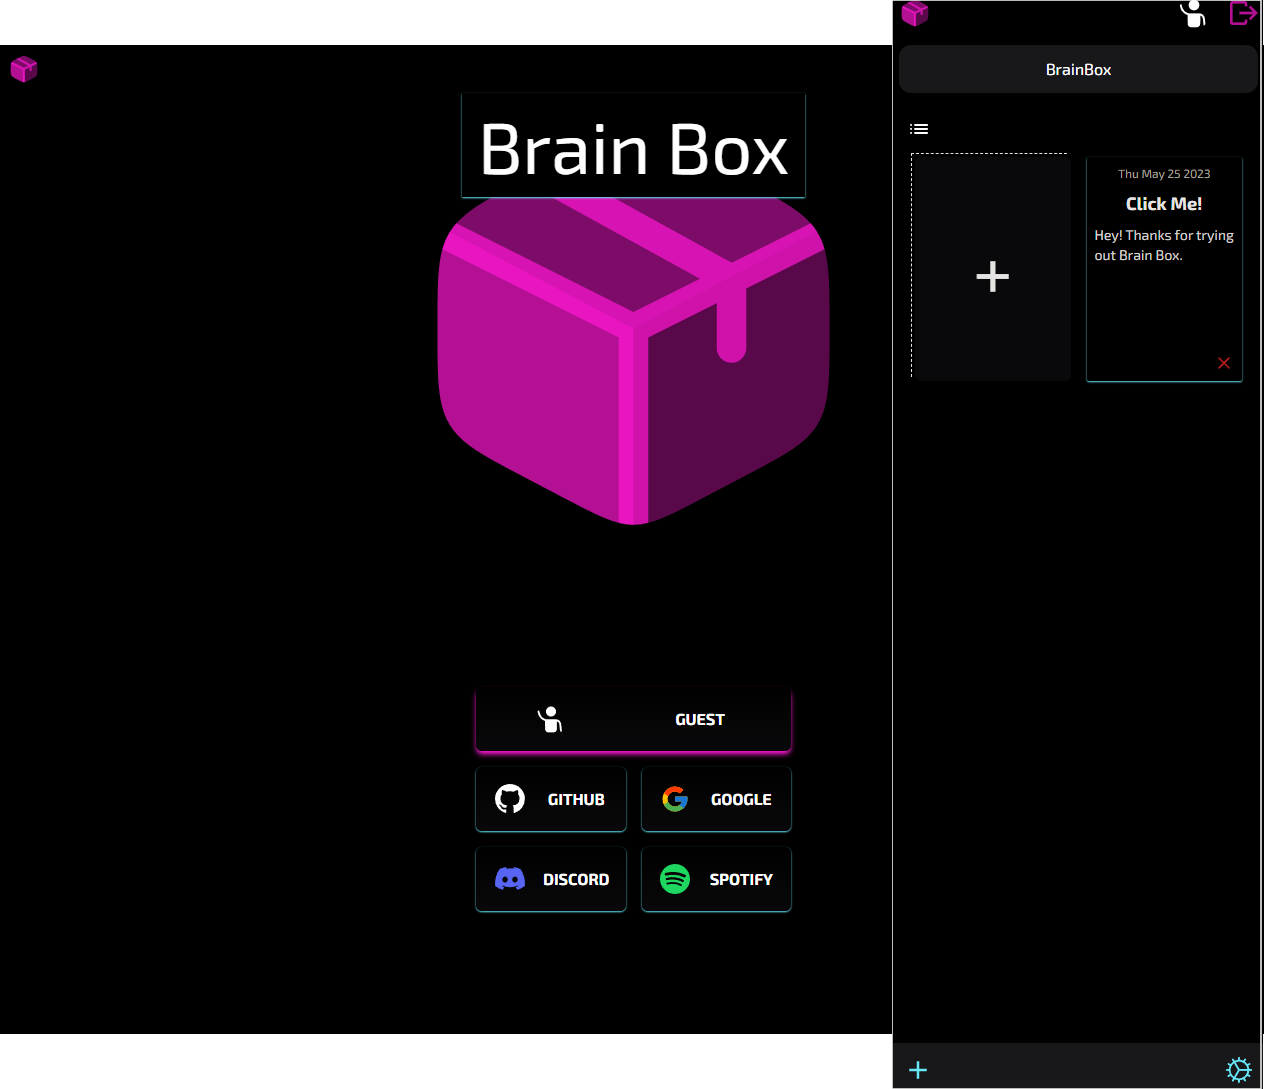 Brain Box
GUEST
GITHUB
GOOGLE
DISCORD
SPOTIFY
BrainBox
Thu May 25 2023
Click Me!
Hey! Thanks for trying
out Brain Box.